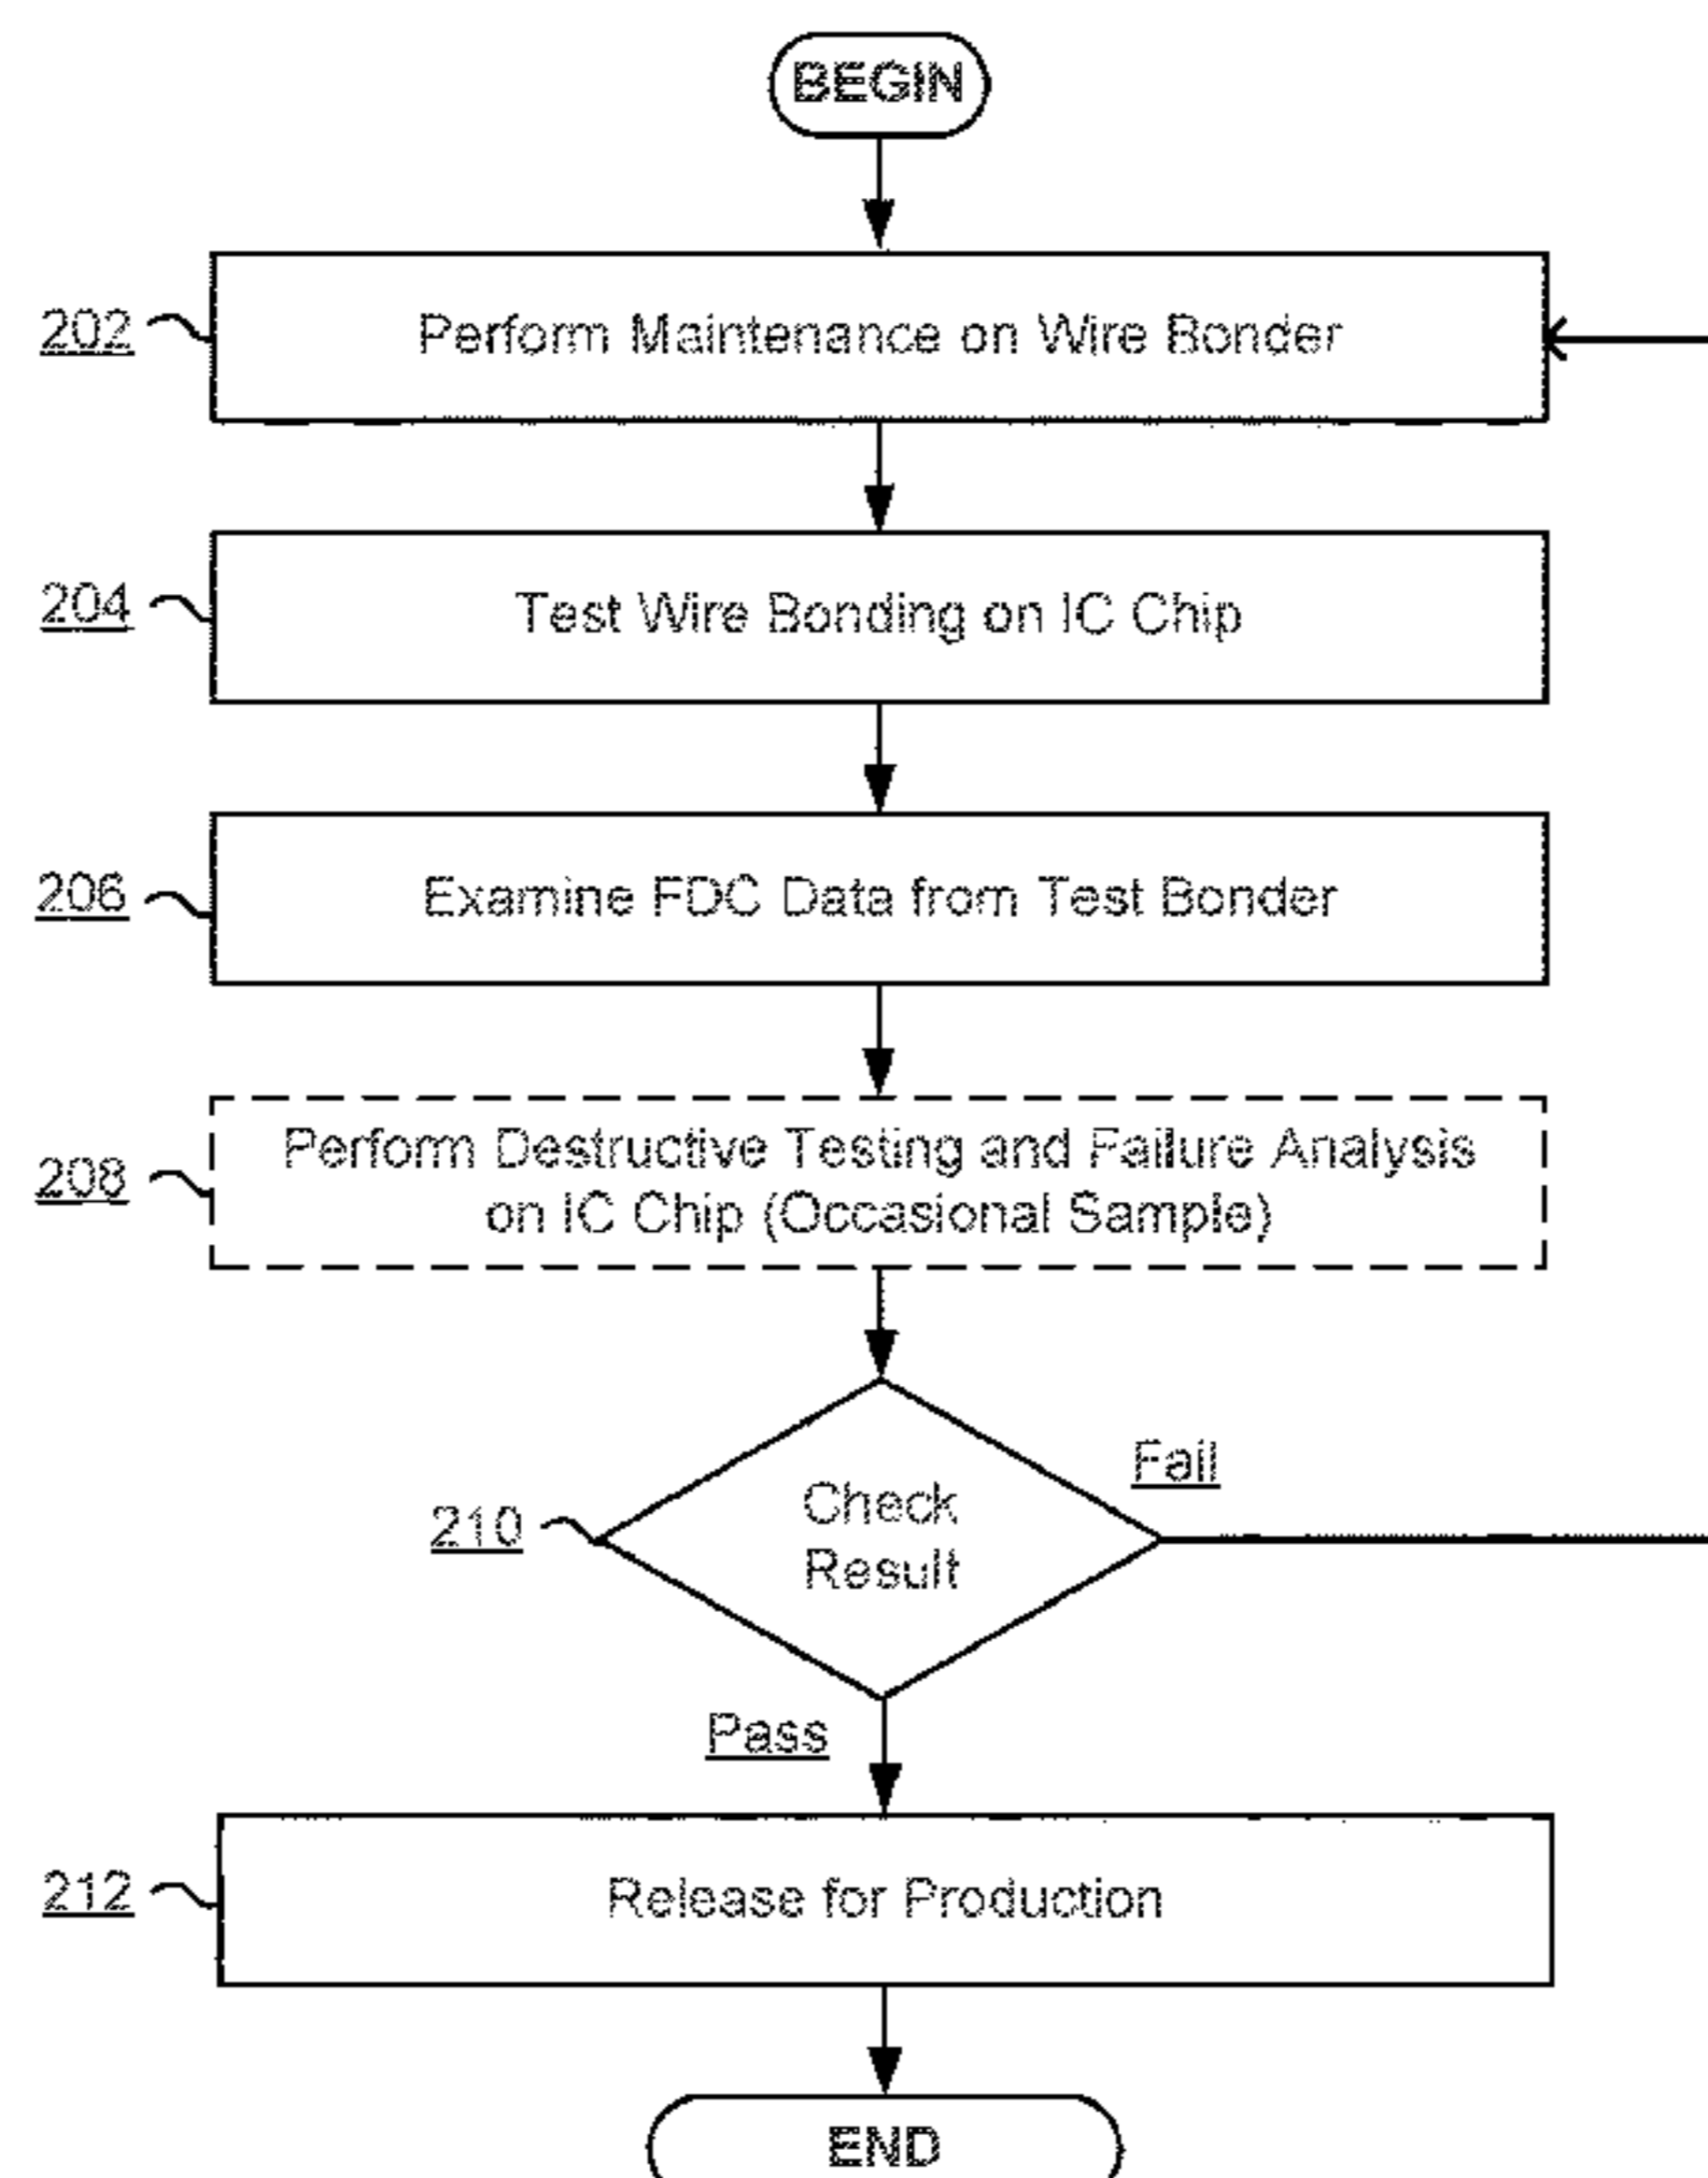 BEGIN
202
Perform Maintenance on Wire Bonder
204
Test Wire Bonding on IC Chip
206
Examine FDC Data from Test Bonder
208
Perform Destructive Testing and Failure Analysis
on IC Chip (Occasional Sample)
210
Check
Result
Fail
Pass
212
Release for Production
END